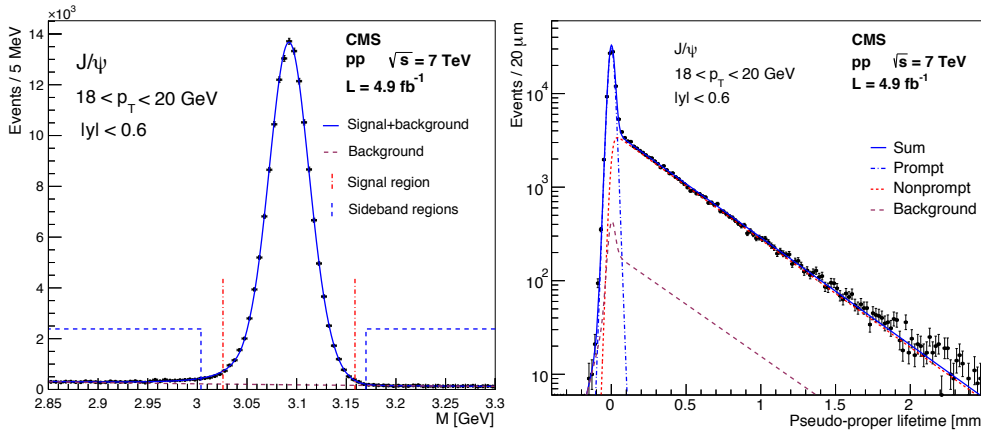 ×10³
Events / 5 MeV
14
12
10
8
6
4
2
0
J/ψ
18 < p_T < 20 GeV
|y| < 0.6
CMS
pp √s = 7 TeV
L = 4.9 fb⁻¹
Signal+background
Background
Signal region
Sideband regions
2.85 2.9 2.95 3 3.05 3.1 3.15 3.2 3.25 3.3
M [GeV]
Events / 20 μm
10⁴
10³
10²
10
J/ψ
18 < p_T < 20 GeV
|y| < 0.6
CMS
pp √s = 7 TeV
L = 4.9 fb⁻¹
Sum
Prompt
Nonprompt
Background
0 0.5 1 1.5 2
Pseudo-proper lifetime [mm